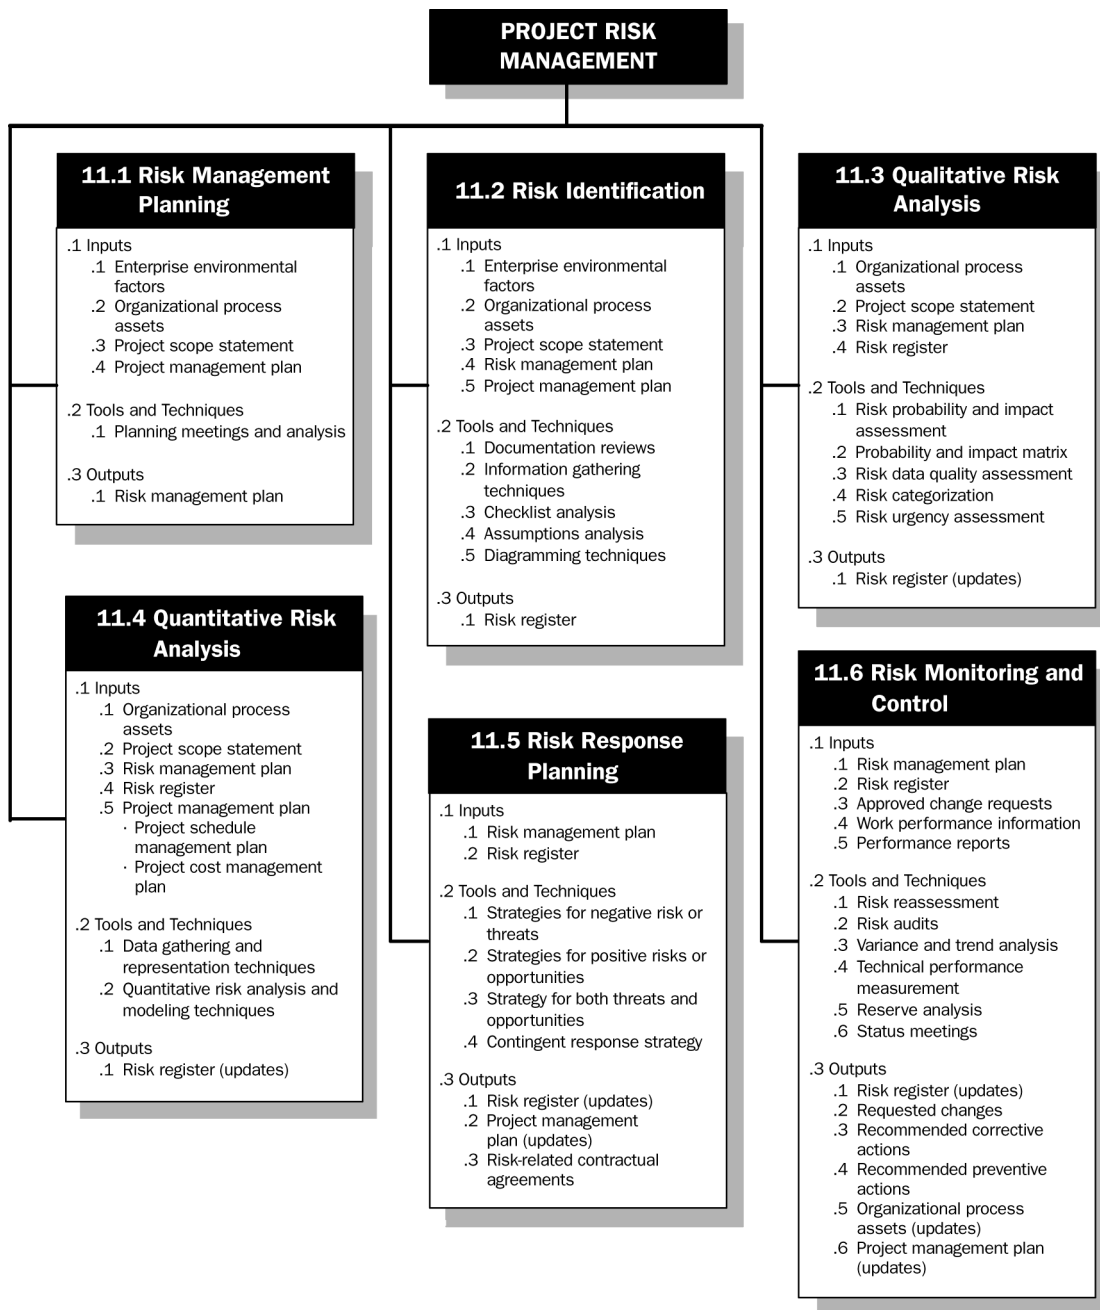 PROJECT RISK
MANAGEMENT
11.1 Risk Management
Planning
.1 Inputs
.1 Enterprise environmental
factors
.2 Organizational process
assets
.3 Project scope statement
.4 Project management plan
.2 Tools and Techniques
.1 Planning meetings and analysis
.3 Outputs
.1 Risk management plan
11.2 Risk Identification
.1 Inputs
.1 Enterprise environmental
factors
.2 Organizational process
assets
.3 Project scope statement
.4 Risk management plan
.5 Project management plan
.2 Tools and Techniques
.1 Documentation reviews
.2 Information gathering
techniques
.3 Checklist analysis
.4 Assumptions analysis
.5 Diagramming techniques
.3 Outputs
.1 Risk register
11.3 Qualitative Risk
Analysis
.1 Inputs
.1 Organizational process
assets
.2 Project scope statement
.3 Risk management plan
.4 Risk register
.2 Tools and Techniques
.1 Risk probability and impact
assessment
.2 Probability and impact matrix
.3 Risk data quality assessment
.4 Risk categorization
.5 Risk urgency assessment
.3 Outputs
.1 Risk register (updates)
11.4 Quantitative Risk
Analysis
.1 Inputs
.1 Organizational process
assets
.2 Project scope statement
.3 Risk management plan
.4 Risk register
.5 Project management plan
· Project schedule
management plan
· Project cost management
plan
.2 Tools and Techniques
.1 Data gathering and
representation techniques
.2 Quantitative risk analysis and
modeling techniques
.3 Outputs
.1 Risk register (updates)
11.5 Risk Response
Planning
.1 Inputs
.1 Risk management plan
.2 Risk register
.2 Tools and Techniques
.1 Strategies for negative risk or
threats
.2 Strategies for positive risks or
opportunities
.3 Strategy for both threats and
opportunities
.4 Contingent response strategy
.3 Outputs
.1 Risk register (updates)
.2 Project management
plan (updates)
.3 Risk-related contractual
agreements
11.6 Risk Monitoring and
Control
.1 Inputs
.1 Risk management plan
.2 Risk register
.3 Approved change requests
.4 Work performance information
.5 Performance reports
.2 Tools and Techniques
.1 Risk reassessment
.2 Risk audits
.3 Variance and trend analysis
.4 Technical performance
measurement
.5 Reserve analysis
.6 Status meetings
.3 Outputs
.1 Risk register (updates)
.2 Requested changes
.3 Recommended corrective
actions
.4 Recommended preventive
actions
.5 Organizational process
assets (updates)
.6 Project management plan
(updates)